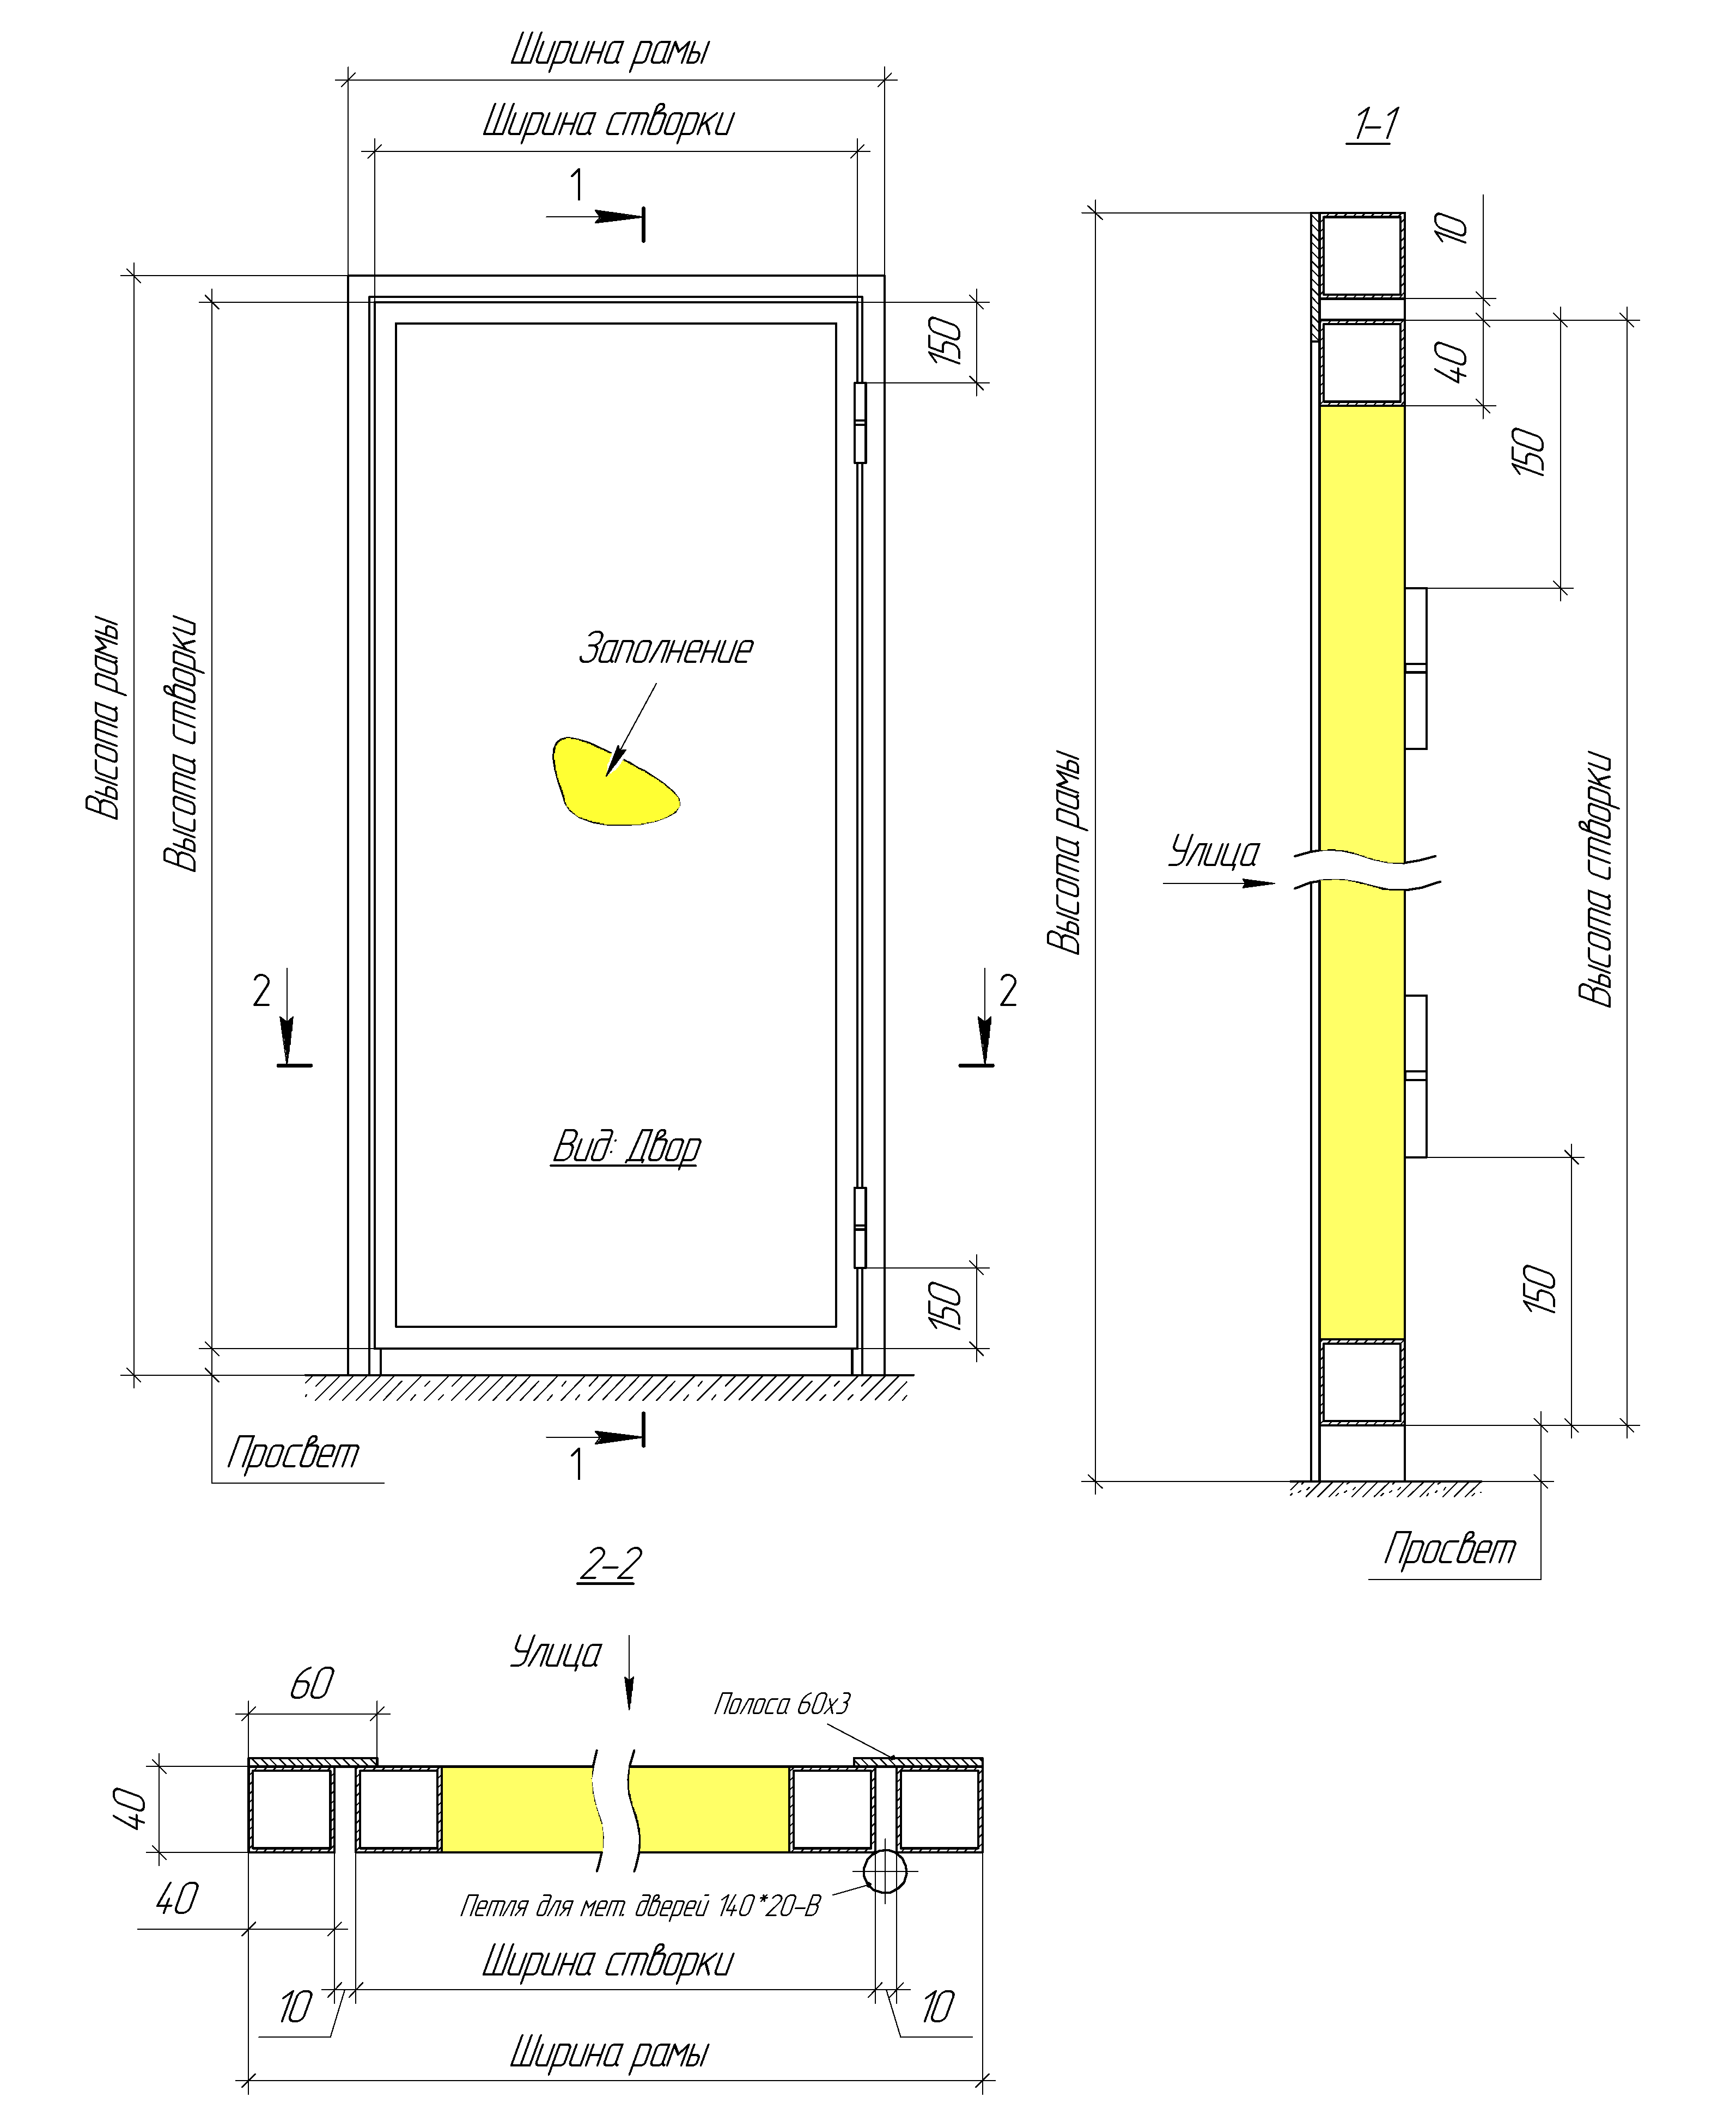 Ширина рамы
Ширина створки
1
1-1
10
150
40
150
Высота рамы
Высота створки
Заполнение
Высота рамы
Улица
Высота створки
2
2
Вид: Двор
150
150
Просвет
1
Просвет
2-2
Улица
60
Полоса 60х3
40
40
Петля для мет. дверей 140*20-В
Ширина створки
10
10
Ширина рамы